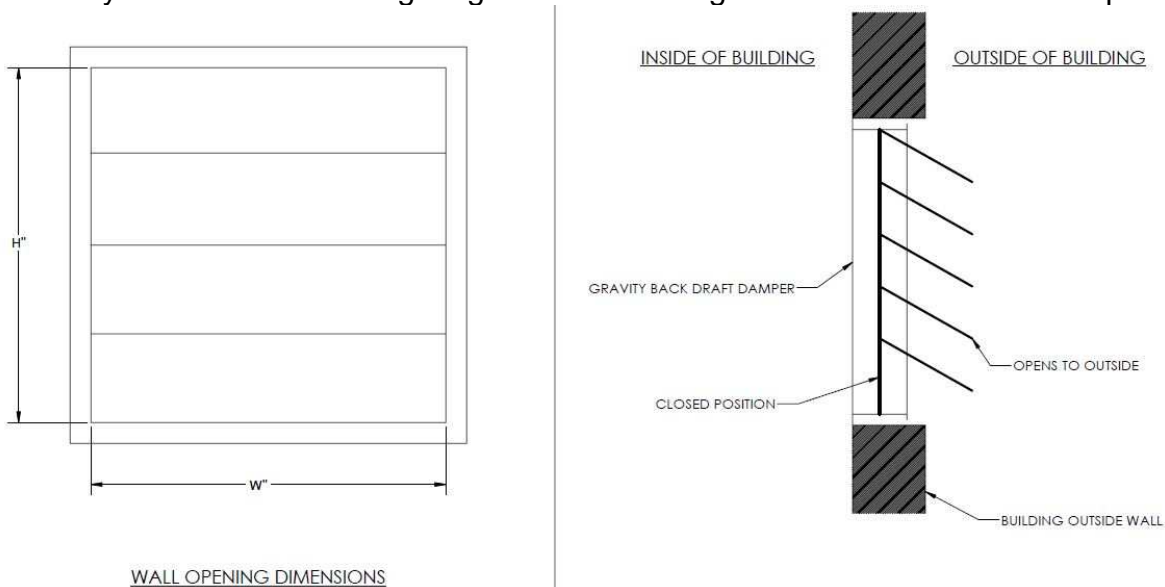 H"
W"
WALL OPENING DIMENSIONS
INSIDE OF BUILDING
OUTSIDE OF BUILDING
GRAVITY BACK DRAFT DAMPER
OPENS TO OUTSIDE
CLOSED POSITION
BUILDING OUTSIDE WALL